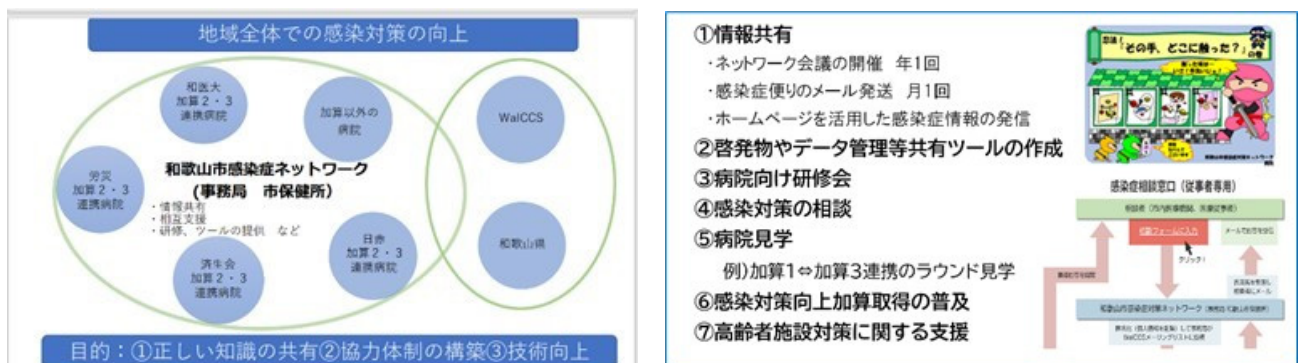 地域全体での感染対策の向上
和医大
加算2・3
連携病院
加算以外の
病院
WaICCS
労災
加算2・3
連携病院
和歌山市感染症ネットワーク
(事務局 市保健所)
・情報共有
・相互支援
・研修、ツールの提供 など
日赤
加算2・3
連携病院
済生会
加算2・3
連携病院
和歌山県
目的:①正しい知識の共有②協力体制の構築③技術向上
①情報共有
・ネットワーク会議の開催 年1回
・感染症便りのメール発送 月1回
・ホームページを活用した感染症情報の発信
②啓発物やデータ管理等共有ツールの作成
③病院向け研修会
④感染対策の相談
⑤病院見学
例)加算1⇔加算3連携のラウンド見学
⑥感染対策向上加算取得の普及
⑦高齢者施設対策に関する支援
「その手、どこに触った?」
感染症相談窓口(従事者専用)
相談フォームに入力
クリック!
和歌山市感染症対策ネットワーク